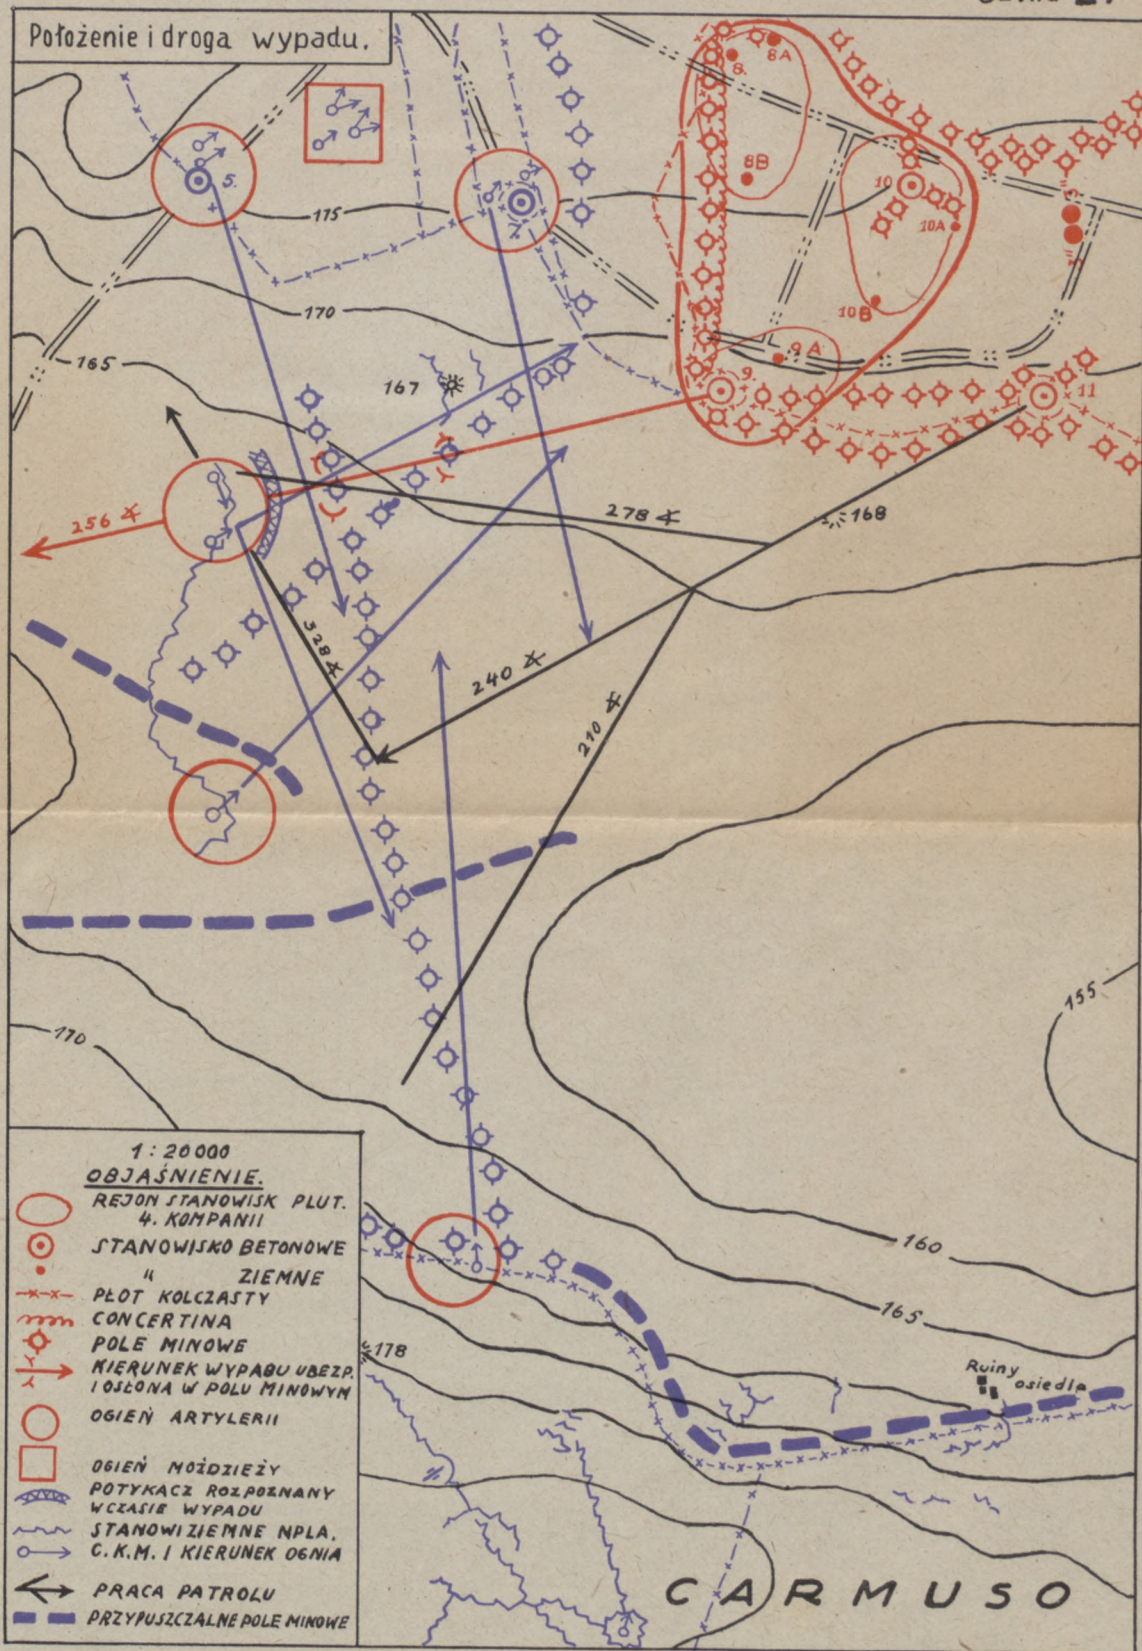 Położenie i droga wypadu.
8.
8A
8B
5.
7.
10
10A
10B
175
170
165
167
9.
9A
11
256 ∢
278 ∢
168
328 ∢
240 ∢
210 ∢
155
170
160
165
178
Ruiny
osiedla
CARMUSO
1:20000
OBJAŚNIENIE.
REJON STANOWISK PLUT.
4. KOMPANII
STANOWISKO BETONOWE
" ZIEMNE
PŁOT KOLCZASTY
CONCERTINA
POLE MINOWE
KIERUNEK WYPADU UBEZP.
I OSŁONA W POLU MINOWYM
OGIEŃ ARTYLERII
OGIEŃ MOŹDZIEŻY
POTYKACZ ROZPOZNANY
WCZASIE WYPADU
STANOWI ZIEMNE NPLA.
C.K.M. I KIERUNEK OGNIA
PRACA PATROLU
PRZYPUSZCZALNE POLE MINOWE